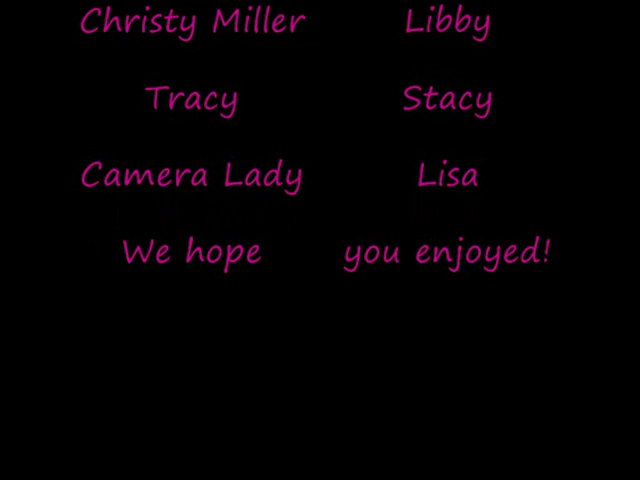 Christy Miller Libby
Tracy Stacy
Camera Lady Lisa
We hope you enjoyed!